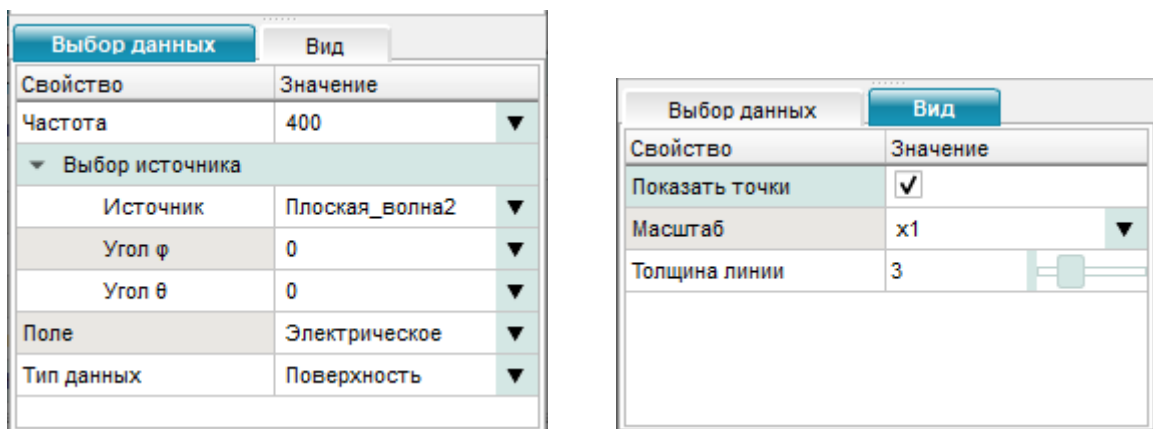 Выбор данных Вид
Свойство Значение
Частота 400
Выбор источника
Источник Плоская_волна2
Угол φ 0
Угол θ 0
Поле Электрическое
Тип данных Поверхность
Выбор данных Вид
Свойство Значение
Показать точки
Масштаб x1
Толщина линии 3